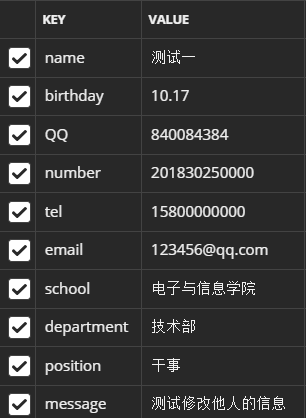 KEY VALUE
name 测试一
birthday 10.17
QQ 840084384
number 201830250000
tel 15800000000
email 123456@qq.com
school 电子与信息学院
department 技术部
position 干事
message 测试修改他人的信息